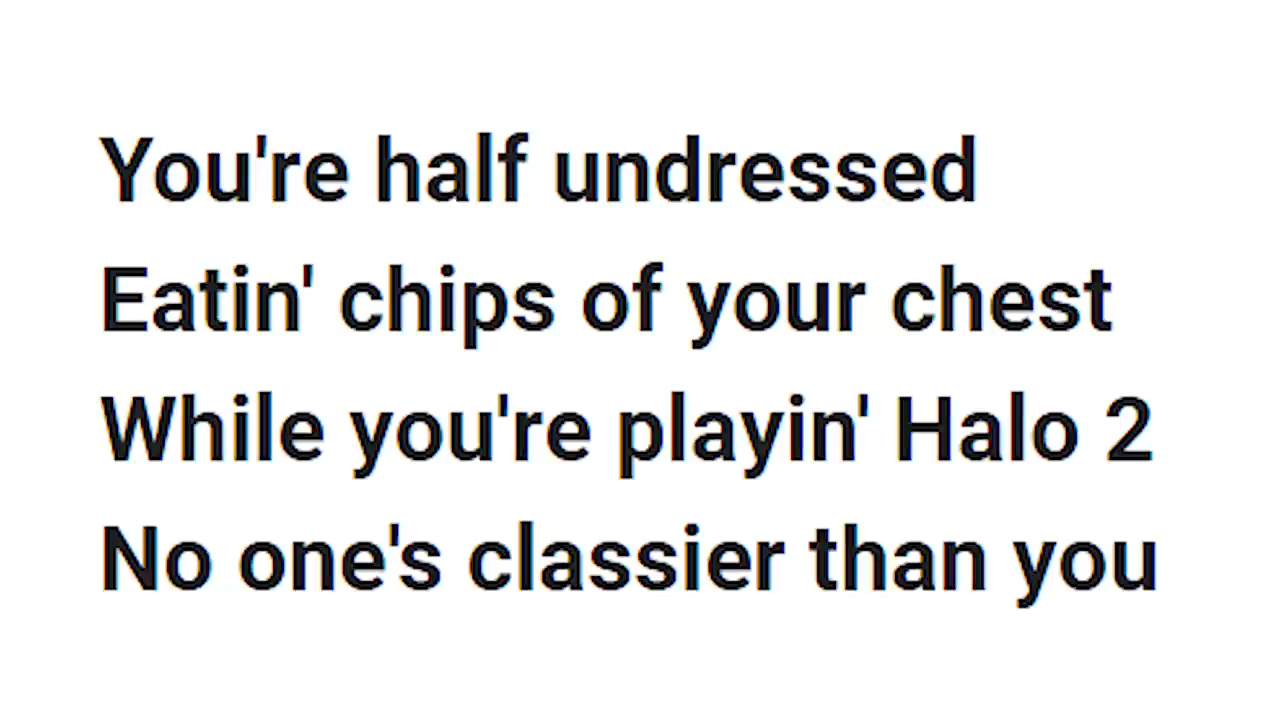 You're half undressed
Eatin' chips of your chest
While you're playin' Halo 2
No one's classier than you